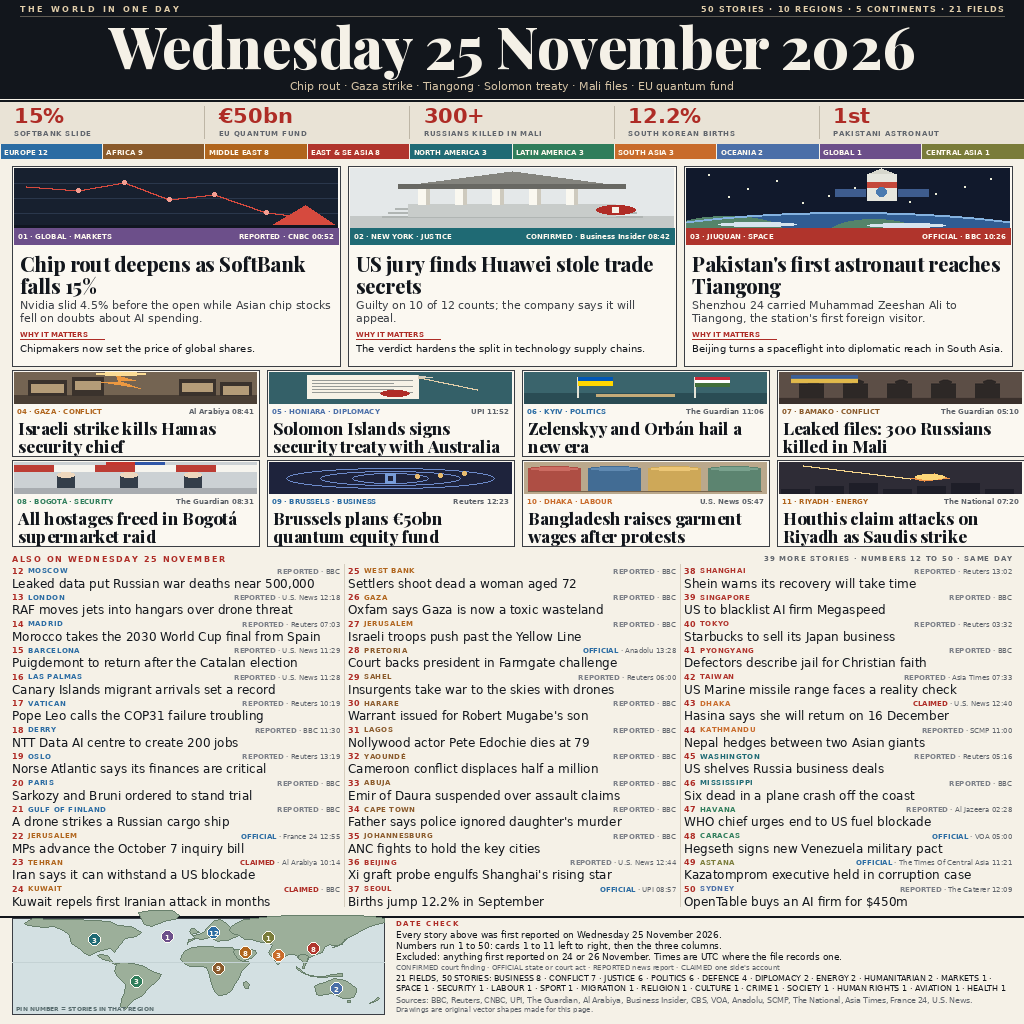 THE WORLD IN ONE DAY
50 STORIES · 10 REGIONS · 5 CONTINENTS · 21 FIELDS
Wednesday 25 November 2026
Chip rout · Gaza strike · Tiangong · Solomon treaty · Mali files · EU quantum fund
15%
SOFTBANK SLIDE
€50bn
EU QUANTUM FUND
300+
RUSSIANS KILLED IN MALI
12.2%
SOUTH KOREAN BIRTHS
1st
PAKISTANI ASTRONAUT
EUROPE 12
AFRICA 9
MIDDLE EAST 8
EAST & SE ASIA 8
NORTH AMERICA 3
LATIN AMERICA 3
SOUTH ASIA 3
OCEANIA 2
GLOBAL 1
CENTRAL ASIA 1
01 · GLOBAL · MARKETS
REPORTED · CNBC 00:52
Chip rout deepens as SoftBank
falls 15%
Nvidia slid 4.5% before the open while Asian chip stocks
fell on doubts about AI spending.
WHY IT MATTERS
Chipmakers now set the price of global shares.
02 · NEW YORK · JUSTICE
CONFIRMED · Business Insider 08:42
US jury finds Huawei stole trade
secrets
Guilty on 10 of 12 counts; the company says it will
appeal.
WHY IT MATTERS
The verdict hardens the split in technology supply chains.
03 · JIUQUAN · SPACE
OFFICIAL · BBC 10:26
Pakistan's first astronaut reaches
Tiangong
Shenzhou 24 carried Muhammad Zeeshan Ali to
Tiangong, the station's first foreign visitor.
WHY IT MATTERS
Beijing turns a spaceflight into diplomatic reach in South Asia.
04 · GAZA · CONFLICT
Al Arabiya 08:41
Israeli strike kills Hamas
security chief
05 · HONIARA · DIPLOMACY
UPI 11:52
Solomon Islands signs
security treaty with Australia
06 · KYIV · POLITICS
The Guardian 11:06
Zelenskyy and Orbán hail a
new era
07 · BAMAKO · CONFLICT
The Guardian 05:10
Leaked files: 300 Russians
killed in Mali
08 · BOGOTÁ · SECURITY
The Guardian 08:31
All hostages freed in Bogotá
supermarket raid
09 · BRUSSELS · BUSINESS
Reuters 12:23
Brussels plans €50bn
quantum equity fund
10 · DHAKA · LABOUR
U.S. News 05:47
Bangladesh raises garment
wages after protests
11 · RIYADH · ENERGY
The National 07:20
Houthis claim attacks on
Riyadh as Saudis strike
ALSO ON WEDNESDAY 25 NOVEMBER
39 MORE STORIES · NUMBERS 12 TO 50 · SAME DAY
12 MOSCOW REPORTED · BBC
Leaked data put Russian war deaths near 500,000
13 LONDON REPORTED · U.S. News 12:18
RAF moves jets into hangars over drone threat
14 MADRID REPORTED · Reuters 07:03
Morocco takes the 2030 World Cup final from Spain
15 BARCELONA REPORTED · U.S. News 11:29
Puigdemont to return after the Catalan election
16 LAS PALMAS REPORTED · U.S. News 11:28
Canary Islands migrant arrivals set a record
17 VATICAN REPORTED · Reuters 10:19
Pope Leo calls the COP31 failure troubling
18 DERRY REPORTED · BBC 11:30
NTT Data AI centre to create 200 jobs
19 OSLO REPORTED · Reuters 13:19
Norse Atlantic says its finances are critical
20 PARIS REPORTED · BBC
Sarkozy and Bruni ordered to stand trial
21 GULF OF FINLAND REPORTED · BBC
A drone strikes a Russian cargo ship
22 JERUSALEM OFFICIAL · France 24 12:55
MPs advance the October 7 inquiry bill
23 TEHRAN CLAIMED · Al Arabiya 10:14
Iran says it can withstand a US blockade
24 KUWAIT CLAIMED · BBC
Kuwait repels first Iranian attack in months
25 WEST BANK REPORTED · BBC
Settlers shoot dead a woman aged 72
26 GAZA REPORTED · BBC
Oxfam says Gaza is now a toxic wasteland
27 JERUSALEM REPORTED · BBC
Israeli troops push past the Yellow Line
28 PRETORIA OFFICIAL · Anadolu 13:28
Court backs president in Farmgate challenge
29 SAHEL REPORTED · Reuters 06:00
Insurgents take war to the skies with drones
30 HARARE REPORTED · BBC
Warrant issued for Robert Mugabe's son
31 LAGOS REPORTED · BBC
Nollywood actor Pete Edochie dies at 79
32 YAOUNDÉ REPORTED · BBC
Cameroon conflict displaces half a million
33 ABUJA REPORTED · BBC
Emir of Daura suspended over assault claims
34 CAPE TOWN REPORTED · BBC
Father says police ignored daughter's murder
35 JOHANNESBURG REPORTED · BBC
ANC fights to hold the key cities
36 BEIJING REPORTED · U.S. News 12:44
Xi graft probe engulfs Shanghai's rising star
37 SEOUL OFFICIAL · UPI 08:57
Births jump 12.2% in September
38 SHANGHAI REPORTED · Reuters 13:02
Shein warns its recovery will take time
39 SINGAPORE REPORTED · BBC
US to blacklist AI firm Megaspeed
40 TOKYO REPORTED · Reuters 03:32
Starbucks to sell its Japan business
41 PYONGYANG REPORTED · BBC
Defectors describe jail for Christian faith
42 TAIWAN REPORTED · Asia Times 07:33
US Marine missile range faces a reality check
43 DHAKA CLAIMED · U.S. News 12:40
Hasina says she will return on 16 December
44 KATHMANDU REPORTED · SCMP 11:00
Nepal hedges between two Asian giants
45 WASHINGTON REPORTED · Reuters 05:16
US shelves Russia business deals
46 MISSISSIPPI REPORTED · BBC
Six dead in a plane crash off the coast
47 HAVANA REPORTED · Al Jazeera 02:28
WHO chief urges end to US fuel blockade
48 CARACAS OFFICIAL · VOA 05:00
Hegseth signs new Venezuela military pact
49 ASTANA OFFICIAL · The Times Of Central Asia 11:21
Kazatomprom executive held in corruption case
50 SYDNEY REPORTED · The Caterer 12:09
OpenTable buys an AI firm for $450m
3
1
12
1
8
3
8
9
3
2
PIN NUMBER = STORIES IN THAT REGION
DATE CHECK
Every story above was first reported on Wednesday 25 November 2026.
Numbers run 1 to 50: cards 1 to 11 left to right, then the three columns.
Excluded: anything first reported on 24 or 26 November. Times are UTC where the file records one.
CONFIRMED court finding · OFFICIAL state or court act · REPORTED news report · CLAIMED one side's account
21 FIELDS, 50 STORIES: BUSINESS 8 · CONFLICT 7 · JUSTICE 6 · POLITICS 6 · DEFENCE 4 · DIPLOMACY 2 · ENERGY 2 · HUMANITARIAN 2 · MARKETS 1 ·
SPACE 1 · SECURITY 1 · LABOUR 1 · SPORT 1 · MIGRATION 1 · RELIGION 1 · CULTURE 1 · CRIME 1 · SOCIETY 1 · HUMAN RIGHTS 1 · AVIATION 1 · HEALTH 1
Sources: BBC, Reuters, CNBC, UPI, The Guardian, Al Arabiya, Business Insider, CBS, VOA, Anadolu, SCMP, The National, Asia Times, France 24, U.S. News.
Drawings are original vector shapes made for this page.